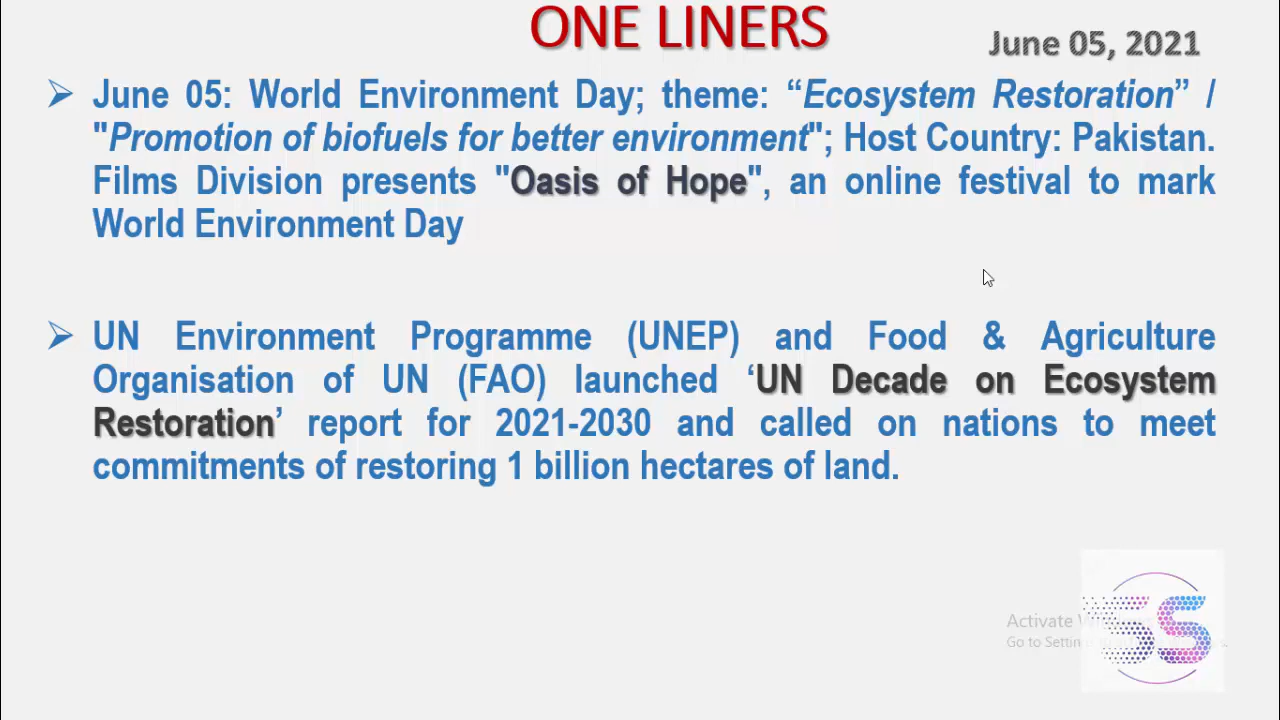 ONE LINERS
June 05, 2021
➢ June 05: World Environment Day; theme: “Ecosystem Restoration” /
"Promotion of biofuels for better environment"; Host Country: Pakistan.
Films Division presents "Oasis of Hope", an online festival to mark
World Environment Day
➢ UN Environment Programme (UNEP) and Food & Agriculture
Organisation of UN (FAO) launched ‘UN Decade on Ecosystem
Restoration’ report for 2021-2030 and called on nations to meet
commitments of restoring 1 billion hectares of land.
Activate
Go to
SS